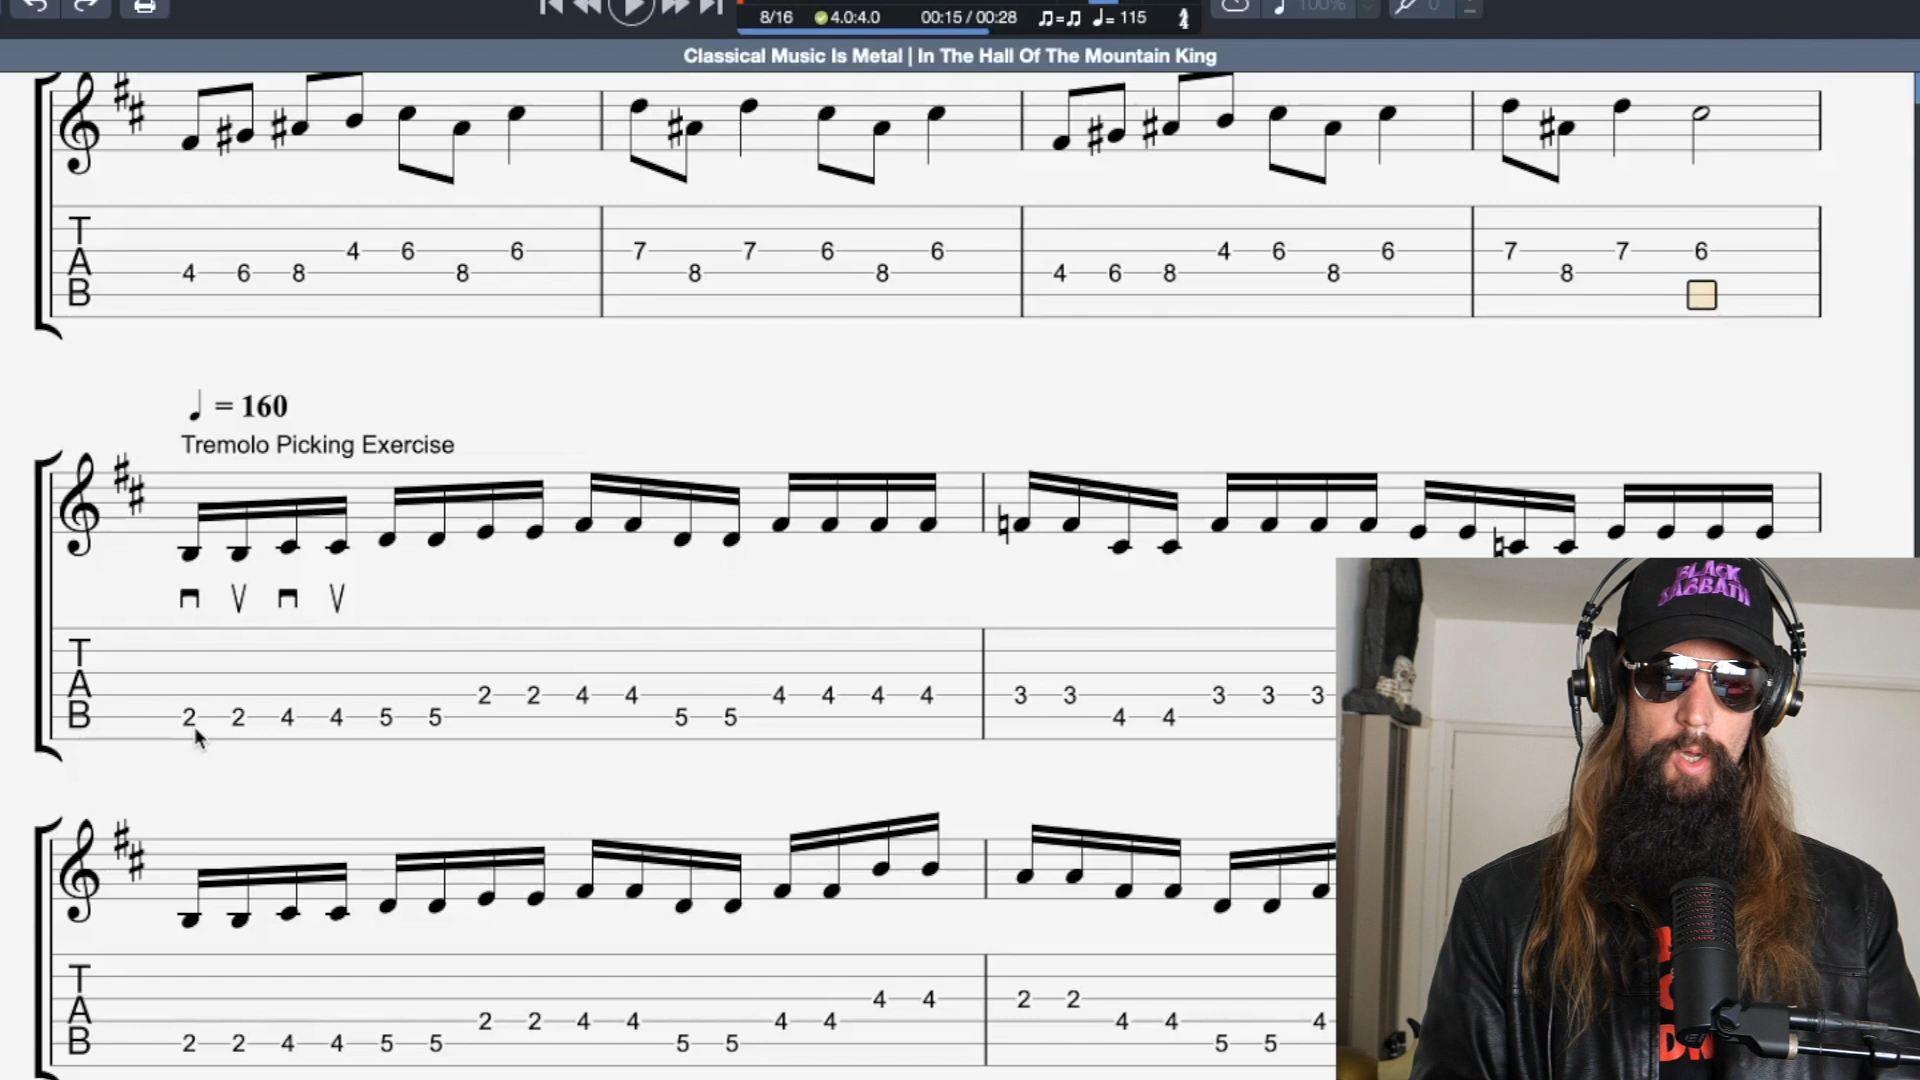 0
100%
8/16 4.0:4.0 00:15 / 00:28 ♫=♫ ♩= 115
Classical Music Is Metal | In The Hall Of The Mountain King
T
A
B
4 6 8 4 6 8 6 7 8 7 6 8 6 4 6 8 4 6 8 6 7 8 7 6
♩ = 160
Tremolo Picking Exercise
T
A
B
2 2 4 4 5 5 2 2 4 4 5 5 4 4 4 4 3 3 4 4 3 3 3
BLACK
SABBATH
T
A
B
2 2 4 4 5 5 2 2 4 4 5 5 4 4 4 4 2 2 4 4 5 5 4